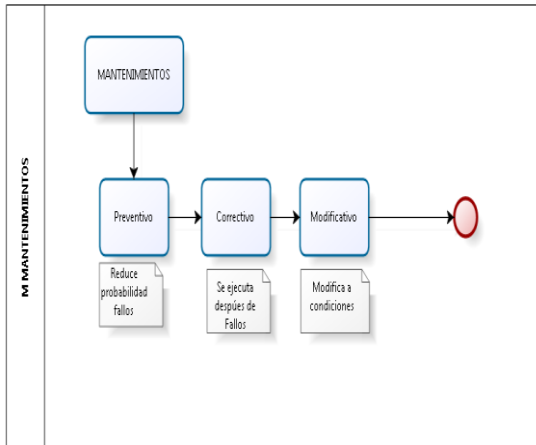 M MANTENIMIENTOS
MANTENIMIENTOS
Preventivo
Correctivo
Modificativo
Reduce
probabilidad
fallos
Se ejecuta
despúes de
Fallos
Modifica a
condiciones